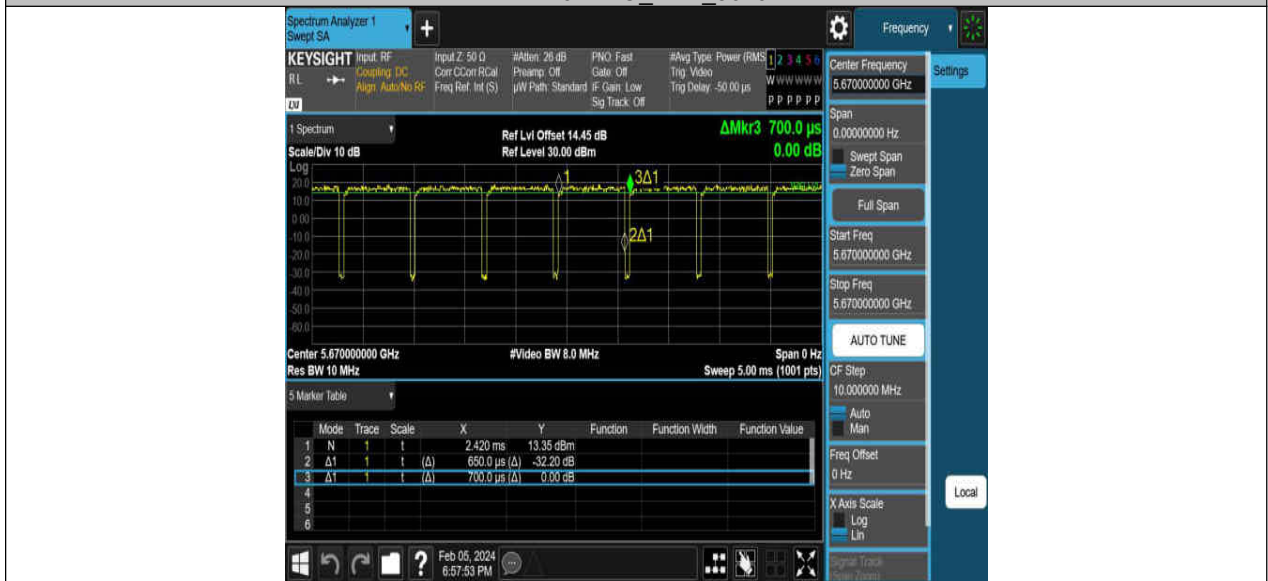 Spectrum Analyzer 1
Swept SA
+
Frequency
KEYSIGHT
RL
LXI
Input: RF
Coupling: DC
Align: Auto/No RF
Input Z: 50 Ω
Corr CCorr RCal
Freq Ref: Int (S)
#Atten: 26 dB
Preamp: Off
µW Path: Standard
PNO: Fast
Gate: Off
IF Gain: Low
Sig Track: Off
#Avg Type: Power (RMS
Trig: Video
Trig Delay: -50.00 µs
1 2 3 4 5 6
W W W W W W
P P P P P P
Center Frequency
5.670000000 GHz
Settings
Span
0.00000000 Hz
Swept Span
Zero Span
Full Span
Start Freq
5.670000000 GHz
Stop Freq
5.670000000 GHz
AUTO TUNE
CF Step
10.000000 MHz
Auto
Man
Freq Offset
0 Hz
X Axis Scale
Log
Lin
Signal Track
(Span Zoom)
Local
1 Spectrum
Scale/Div 10 dB
Log
Ref Lvl Offset 14.45 dB
Ref Level 30.00 dBm
ΔMkr3 700.0 µs
0.00 dB
20.0
10.0
0.00
-10.0
-20.0
-30.0
-40.0
-50.0
-60.0
1
3Δ1
2Δ1
Center 5.670000000 GHz #Video BW 8.0 MHz Span 0 Hz
Res BW 10 MHz Sweep 5.00 ms (1001 pts)
5 Marker Table
Mode Trace Scale X Y Function Function Width Function Value
1 N 1 t 2.420 ms 13.35 dBm
2 Δ1 1 t (Δ) 650.0 µs (Δ) -32.20 dB
3 Δ1 1 t (Δ) 700.0 µs (Δ) 0.00 dB
4
5
6
?
Feb 05, 2024
6:57:53 PM